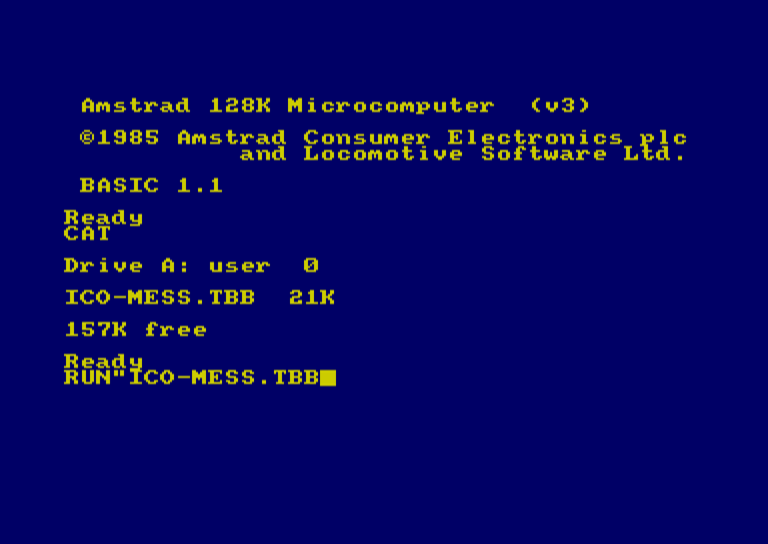 Amstrad 128K Microcomputer (v3)
©1985 Amstrad Consumer Electronics plc
and Locomotive Software Ltd.
BASIC 1.1
Ready
CAT
Drive A: user 0
ICO-MESS.TBB 21K
157K free
Ready
RUN"ICO-MESS.TBB